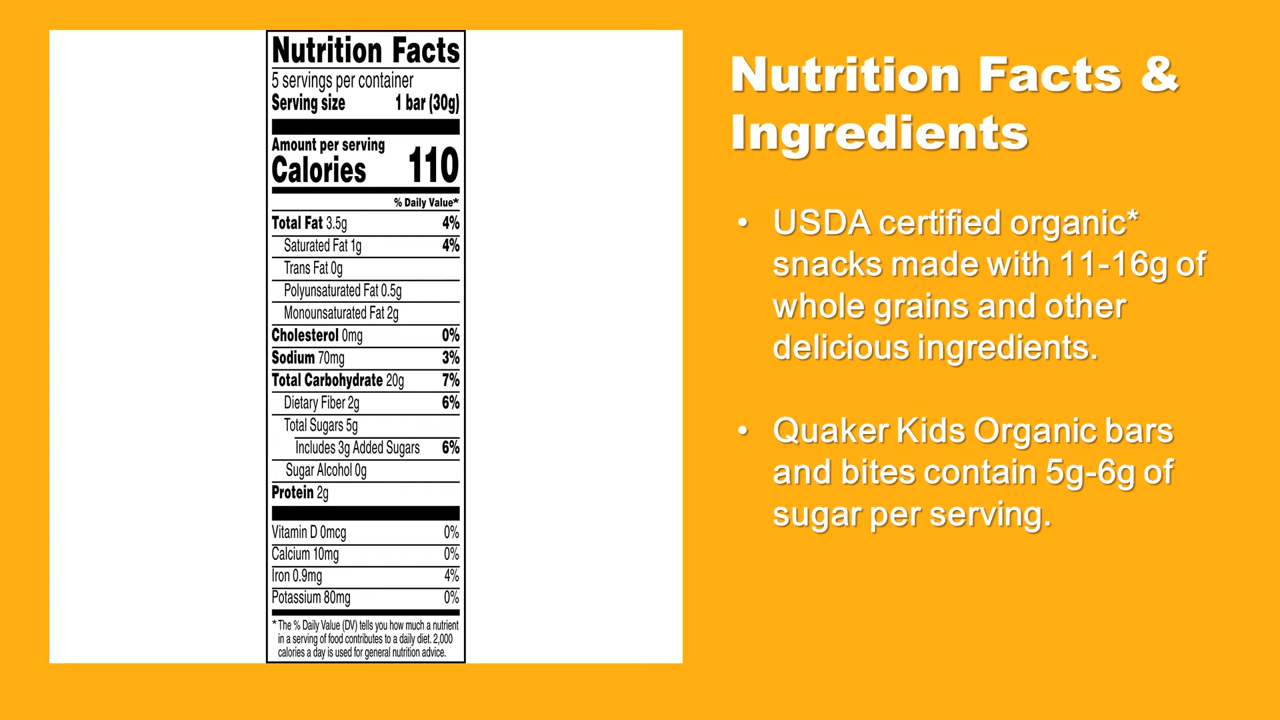 Nutrition Facts
5 servings per container
Serving size 1 bar (30g)
Amount per serving
Calories 110
% Daily Value*
Total Fat 3.5g 4%
Saturated Fat 1g 4%
Trans Fat 0g
Polyunsaturated Fat 0.5g
Monounsaturated Fat 2g
Cholesterol 0mg 0%
Sodium 70mg 3%
Total Carbohydrate 20g 7%
Dietary Fiber 2g 6%
Total Sugars 5g
Includes 3g Added Sugars 6%
Sugar Alcohol 0g
Protein 2g
Vitamin D 0mcg 0%
Calcium 10mg 0%
Iron 0.9mg 4%
Potassium 80mg 0%
* The % Daily Value (DV) tells you how much a nutrient
in a serving of food contributes to a daily diet. 2,000
calories a day is used for general nutrition advice.
Nutrition Facts &
Ingredients
• USDA certified organic*
snacks made with 11-16g of
whole grains and other
delicious ingredients.
• Quaker Kids Organic bars
and bites contain 5g-6g of
sugar per serving.